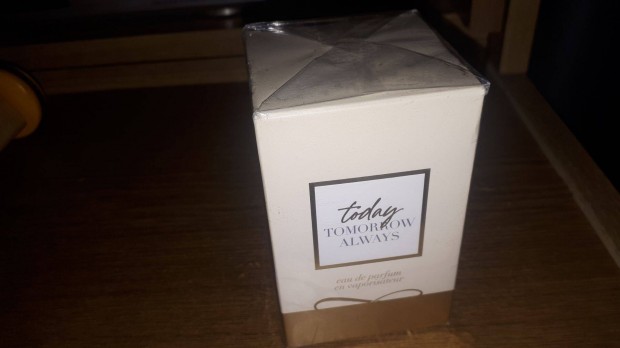 today
TOMORROW
ALWAYS
eau de parfum
en vaporisateur